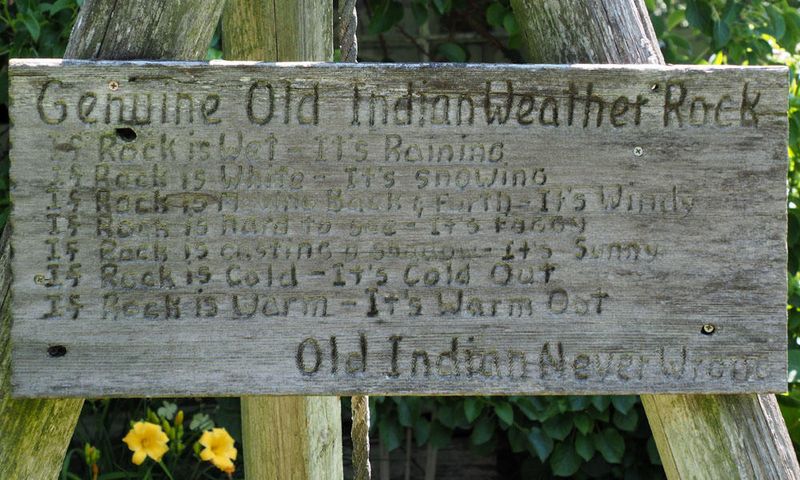 Genuine Old Indian Weather Rock
If Rock is Wet - It's Raining
If Rock is White - It's Snowing
If Rock is Moving Back & Forth - It's Windy
If Rock is Hard to See - It's Foggy
If Rock is Casting a Shadow - It's Sunny
If Rock is Cold - It's Cold Out
If Rock is Warm - It's Warm Out
Old Indian Never Wrong